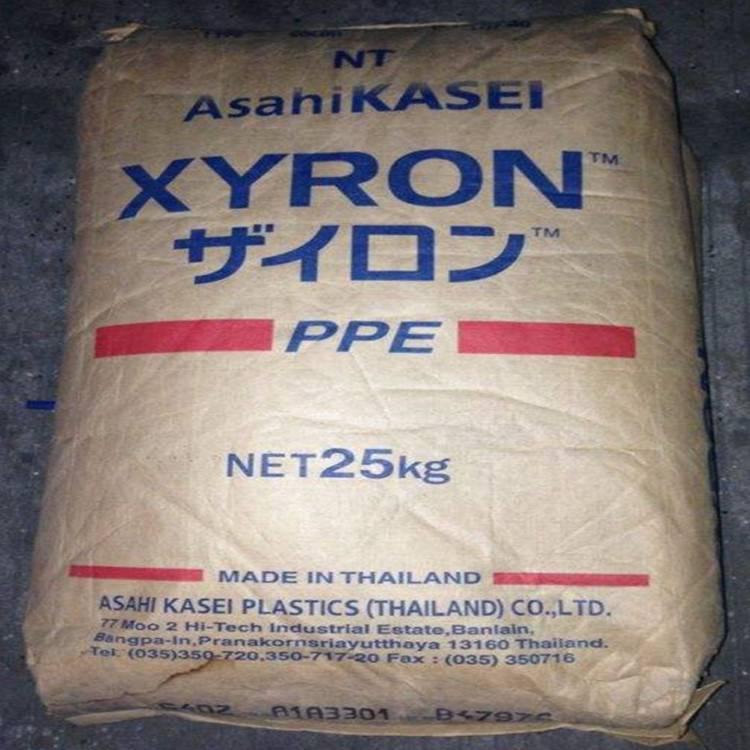 NT
AsahiKASEI
XYRON™
ザイロン™
PPE
NET25kg
MADE IN THAILAND
ASAHI KASEI PLASTICS (THAILAND) CO.,LTD.
77 Moo 2 Hi-Tech Industrial Estate,Banlain,
Bangpa-In,Pranakornsriayutthaya 13160 Thailand.
Tel. (035)350-720,350-717-20 Fax : (035) 350716
A1A3301